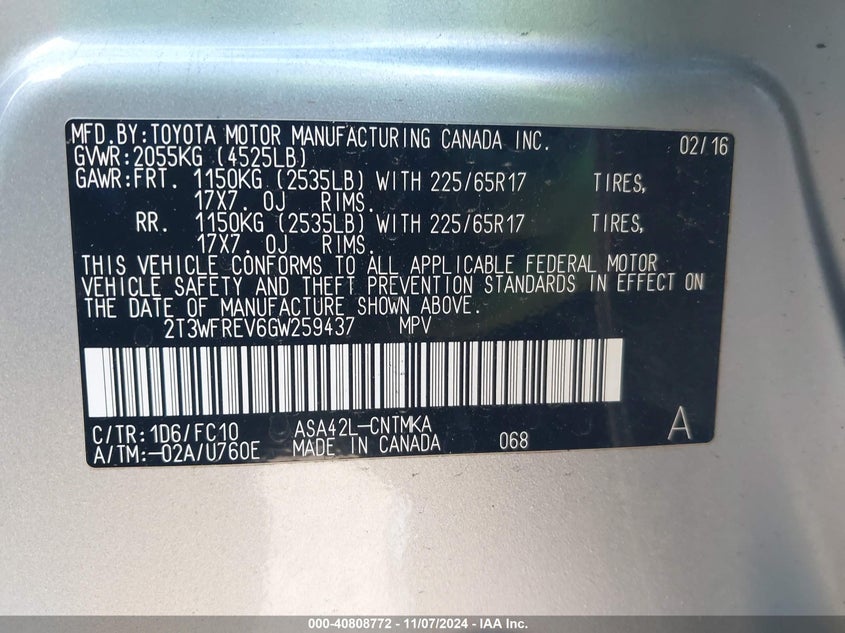 MFD.BY:TOYOTA MOTOR MANUFACTURING CANADA INC. 02/16
GVWR:2055KG (4525LB)
GAWR:FRT. 1150KG (2535LB) WITH 225/65R17 TIRES,
17X7. 0J RIMS.
RR. 1150KG (2535LB) WITH 225/65R17 TIRES,
17X7. 0J RIMS.
THIS VEHICLE CONFORMS TO ALL APPLICABLE FEDERAL MOTOR
VEHICLE SAFETY AND THEFT PREVENTION STANDARDS IN EFFECT ON
THE DATE OF MANUFACTURE SHOWN ABOVE.
2T3WFREV6GW259437 MPV
C/TR:1D6/FC10 ASA42L-CNTMKA A
A/TM:-02A/U760E MADE IN CANADA 068
000-40808772 - 11/07/2024 - IAA Inc.